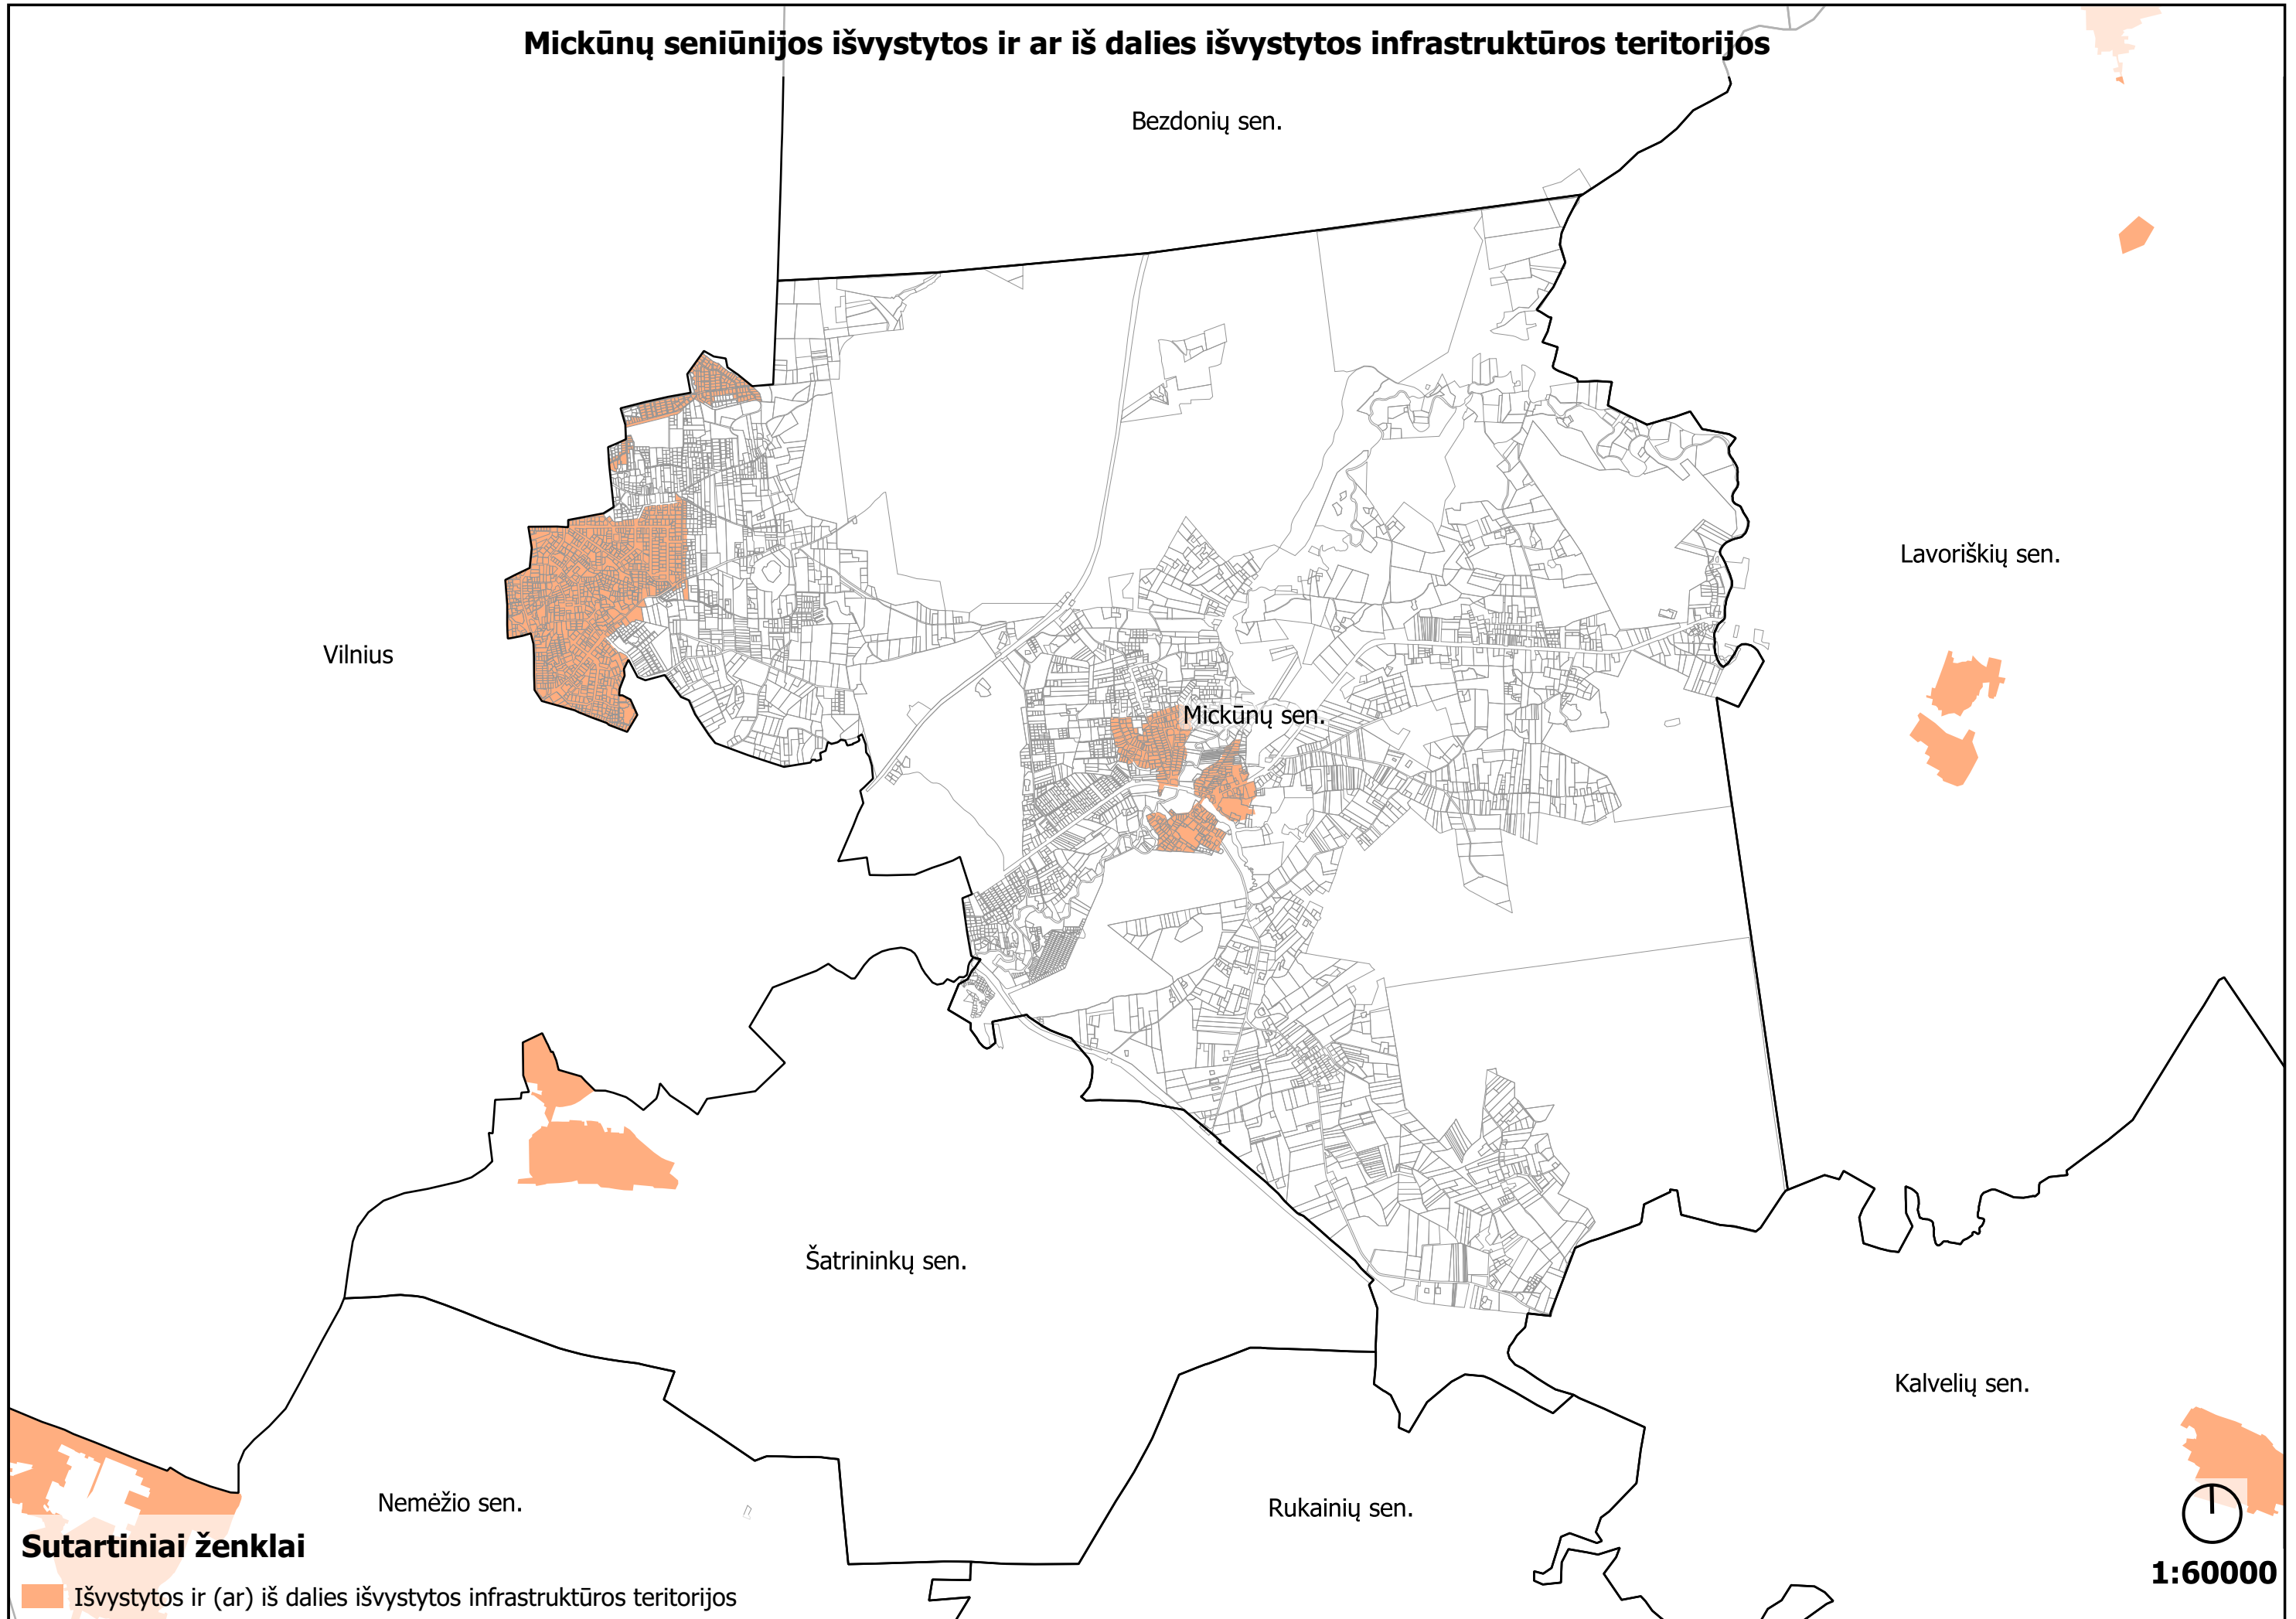 Mickūnų seniūnijos išvystytos ir ar iš dalies išvystytos infrastruktūros teritorijos
Bezdonių sen.
Lavoriškių sen.
Vilnius
Mickūnų sen.
Šatrininkų sen.
Kalvelių sen.
Nemėžio sen.
Rukainių sen.
Sutartiniai ženklai
Išvystytos ir (ar) iš dalies išvystytos infrastruktūros teritorijos
1:60000